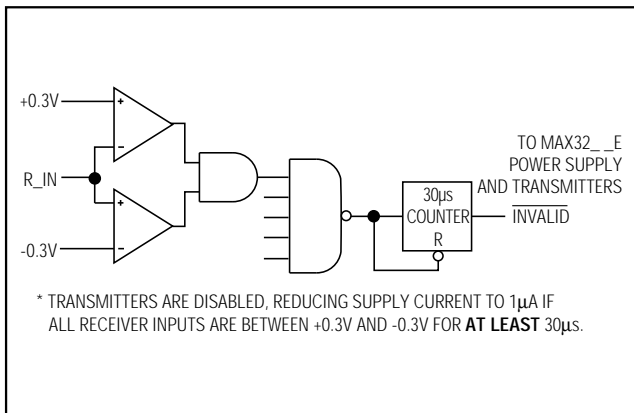 +0.3V
+
-
R_IN
+
-
-0.3V
TO MAX32_ _E
POWER SUPPLY
AND TRANSMITTERS
30µs
COUNTER
R
INVALID
* TRANSMITTERS ARE DISABLED, REDUCING SUPPLY CURRENT TO 1µA IF
ALL RECEIVER INPUTS ARE BETWEEN +0.3V AND -0.3V FOR AT LEAST 30µs.